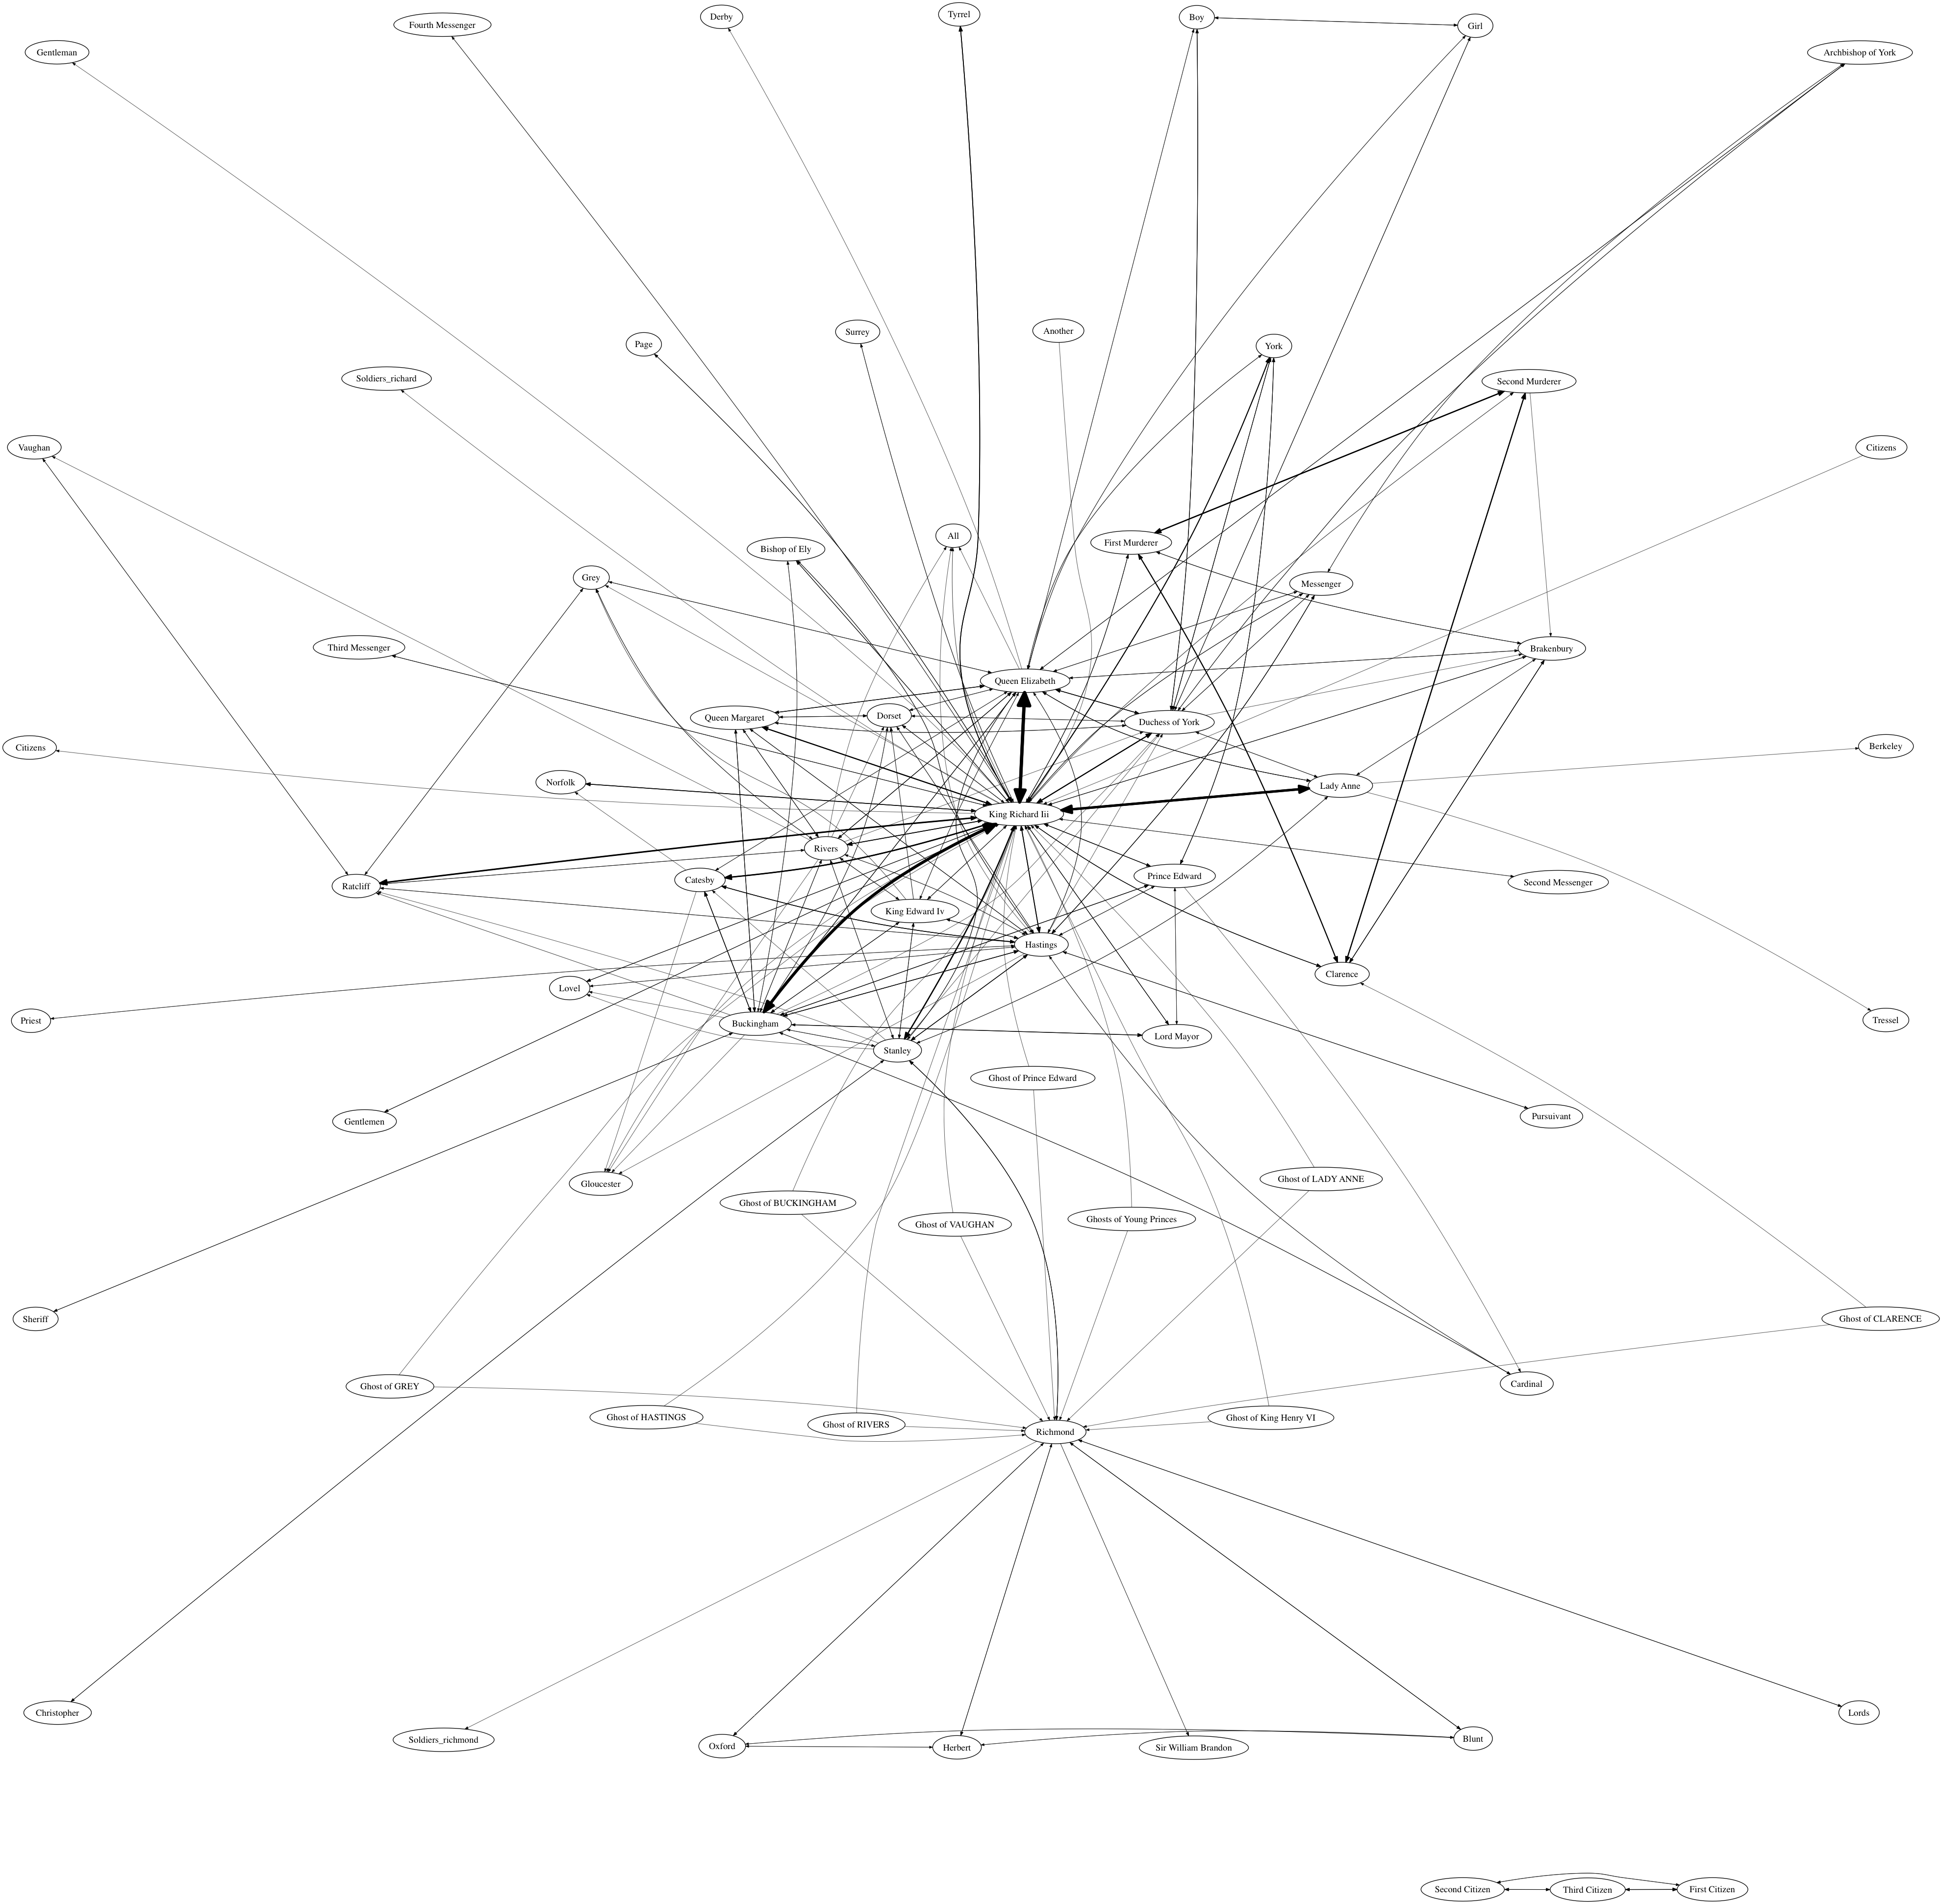 Tyrrel
Derby
Boy
Fourth Messenger
Girl
Gentleman
Archbishop of York
Another
Surrey
Page
York
Soldiers_richard
Second Murderer
Vaughan
Citizens
All
First Murderer
Bishop of Ely
Grey
Messenger
Third Messenger
Brakenbury
Queen Elizabeth
Dorset
Queen Margaret
Duchess of York
Citizens
Berkeley
Norfolk
Lady Anne
King Richard Iii
Rivers
Prince Edward
Catesby
Second Messenger
Ratcliff
King Edward Iv
Hastings
Clarence
Lovel
Priest
Tressel
Buckingham
Lord Mayor
Stanley
Ghost of Prince Edward
Pursuivant
Gentlemen
Ghost of LADY ANNE
Gloucester
Ghost of BUCKINGHAM
Ghosts of Young Princes
Ghost of VAUGHAN
Sheriff
Ghost of CLARENCE
Cardinal
Ghost of GREY
Ghost of HASTINGS
Ghost of King Henry VI
Ghost of RIVERS
Richmond
Christopher
Lords
Blunt
Soldiers_richmond
Oxford
Herbert
Sir William Brandon
Second Citizen
Third Citizen
First Citizen